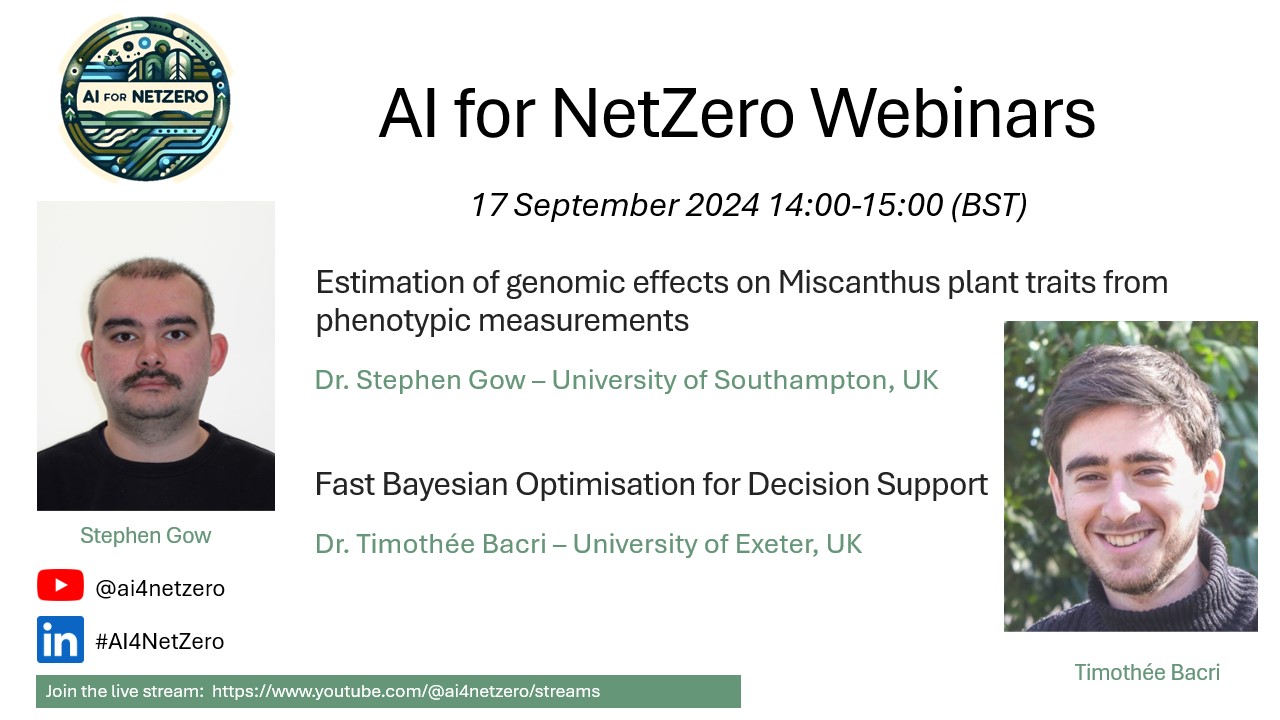 AI FOR NETZERO
AI for NetZero Webinars
17 September 2024 14:00-15:00 (BST)
Estimation of genomic effects on Miscanthus plant traits from
phenotypic measurements
Dr. Stephen Gow – University of Southampton, UK
Fast Bayesian Optimisation for Decision Support
Dr. Timothée Bacri – University of Exeter, UK
Stephen Gow
@ai4netzero
in
#AI4NetZero
Join the live stream: https://www.youtube.com/@ai4netzero/streams
Timothée Bacri